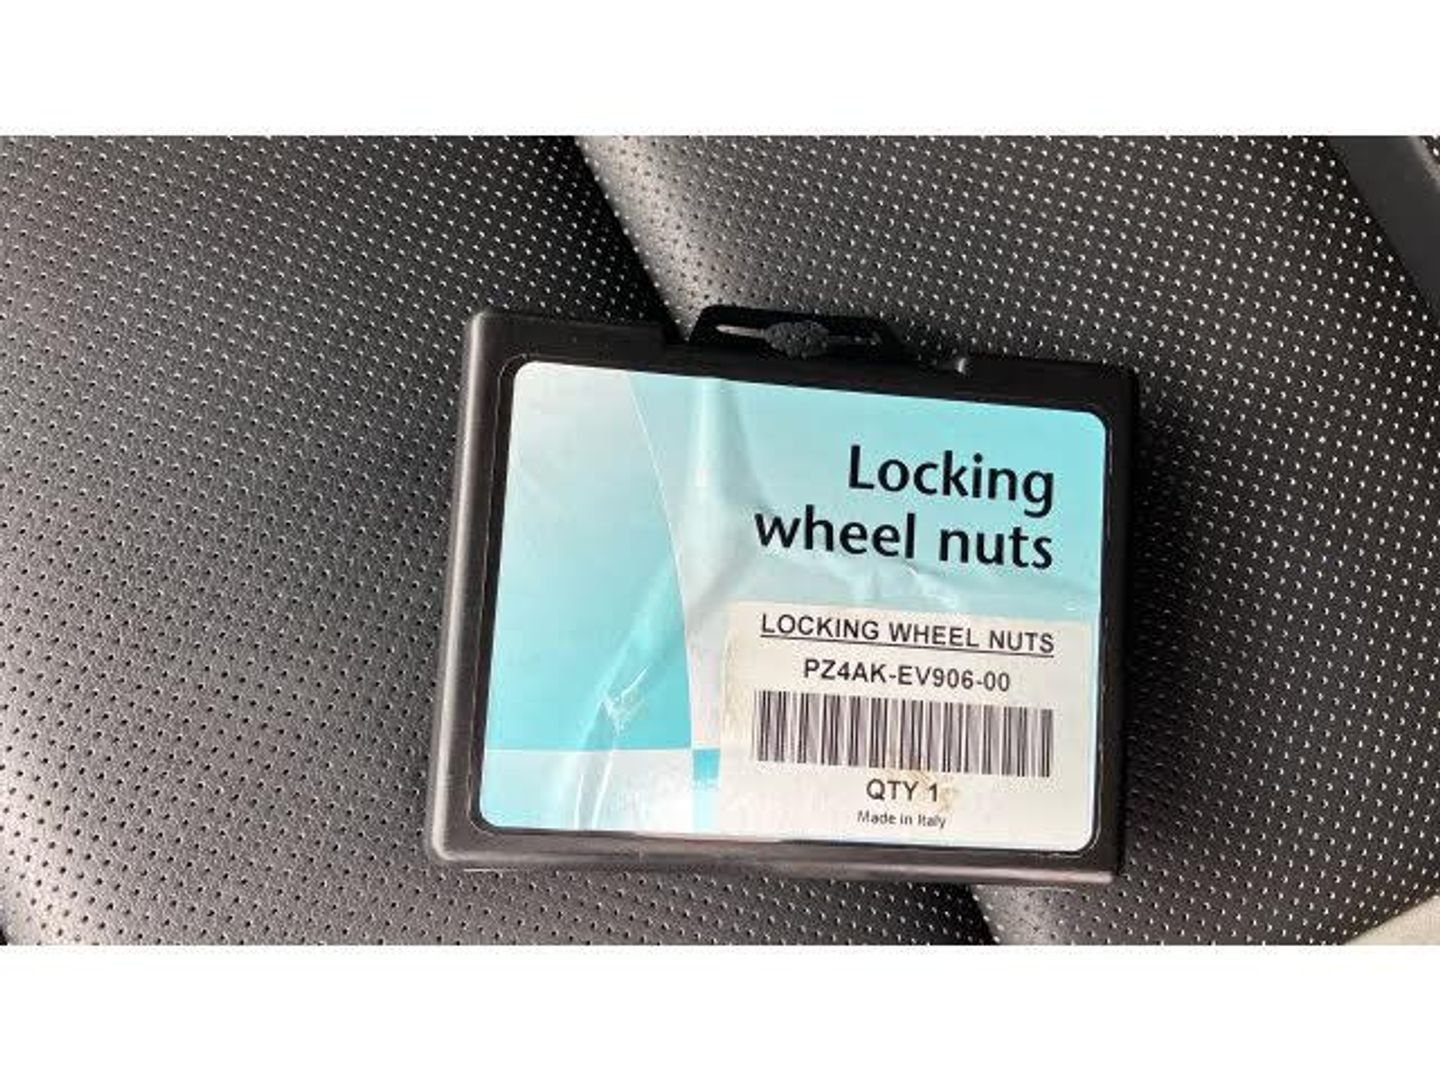 Locking
wheel nuts
LOCKING WHEEL NUTS
PZ4AK-EV906-00
QTY 1
Made in Italy